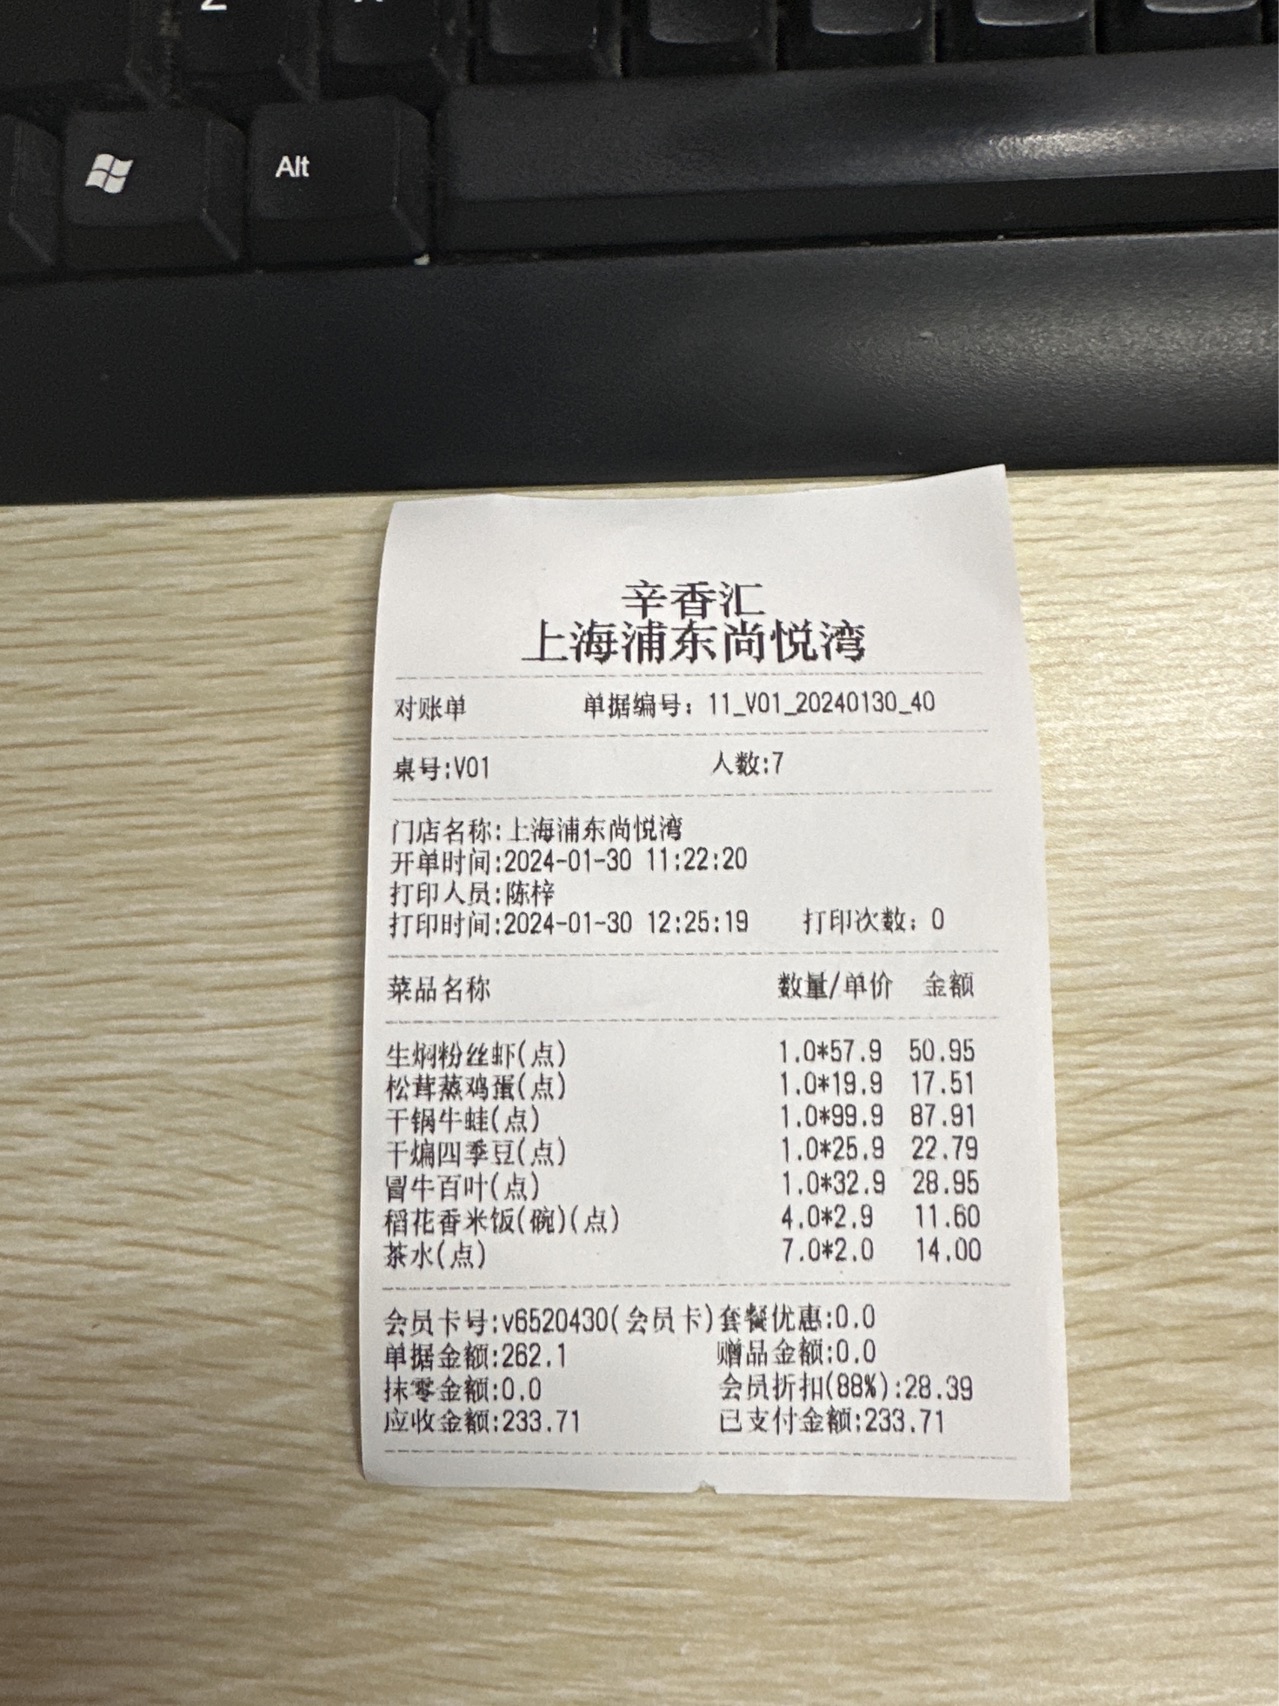 Alt
辛香汇
上海浦东尚悦湾
对账单 单据编号：11_V01_20240130_40
桌号:V01 人数:7
门店名称:上海浦东尚悦湾
开单时间:2024-01-30 11:22:20
打印人员:陈梓
打印时间:2024-01-30 12:25:19 打印次数：0
菜品名称 数量/单价 金额
生焖粉丝虾(点) 1.0*57.9 50.95
松茸蒸鸡蛋(点) 1.0*19.9 17.51
干锅牛蛙(点) 1.0*99.9 87.91
干煸四季豆(点) 1.0*25.9 22.79
冒牛百叶(点) 1.0*32.9 28.95
稻花香米饭(碗)(点) 4.0*2.9 11.60
茶水(点) 7.0*2.0 14.00
会员卡号:v6520430(会员卡)套餐优惠:0.0
单据金额:262.1 赠品金额:0.0
抹零金额:0.0 会员折扣(88%):28.39
应收金额:233.71 已支付金额:233.71